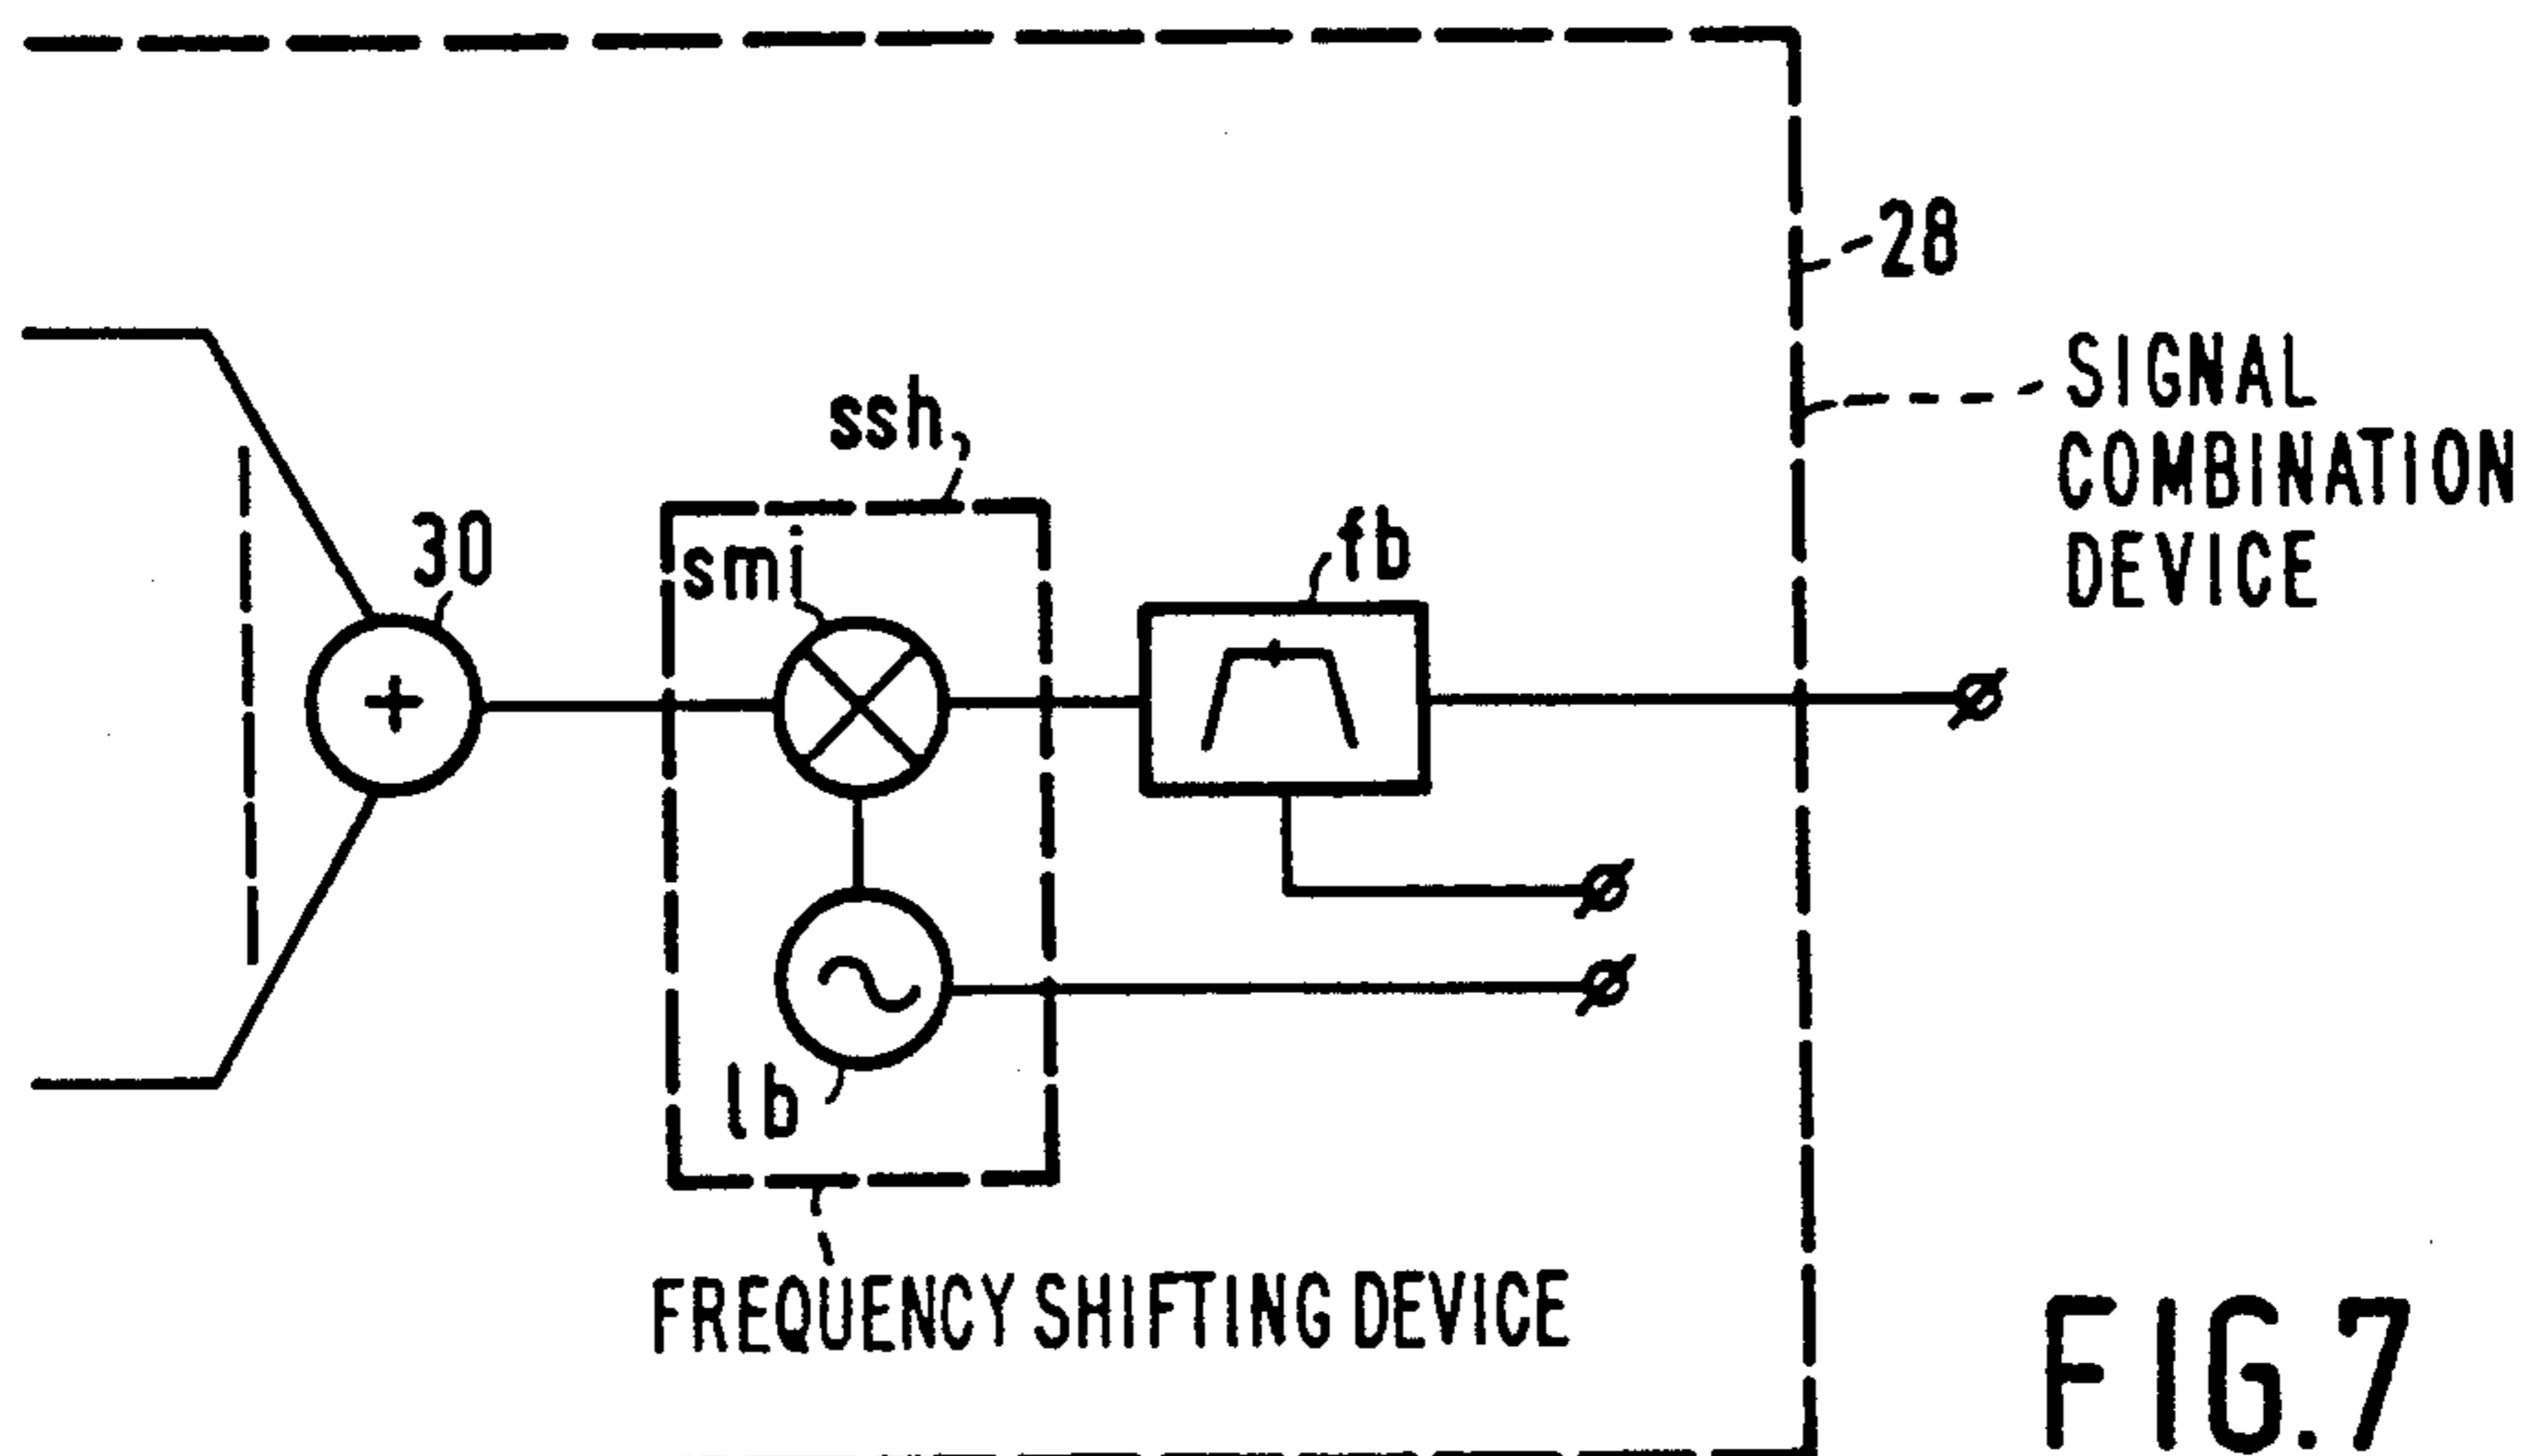 28
SIGNAL
COMBINATION
DEVICE
ssh
30
smi
fb
+
lb
FREQUENCY SHIFTING DEVICE
FIG.7